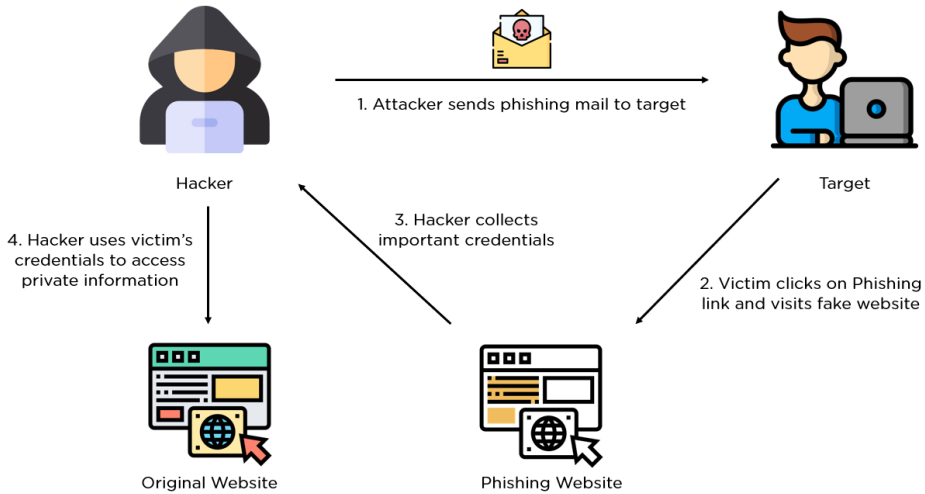 1. Attacker sends phishing mail to target
Hacker
Target
3. Hacker collects
important credentials
4. Hacker uses victim's
credentials to access
private information
2. Victim clicks on Phishing
link and visits fake website
Original Website
Phishing Website